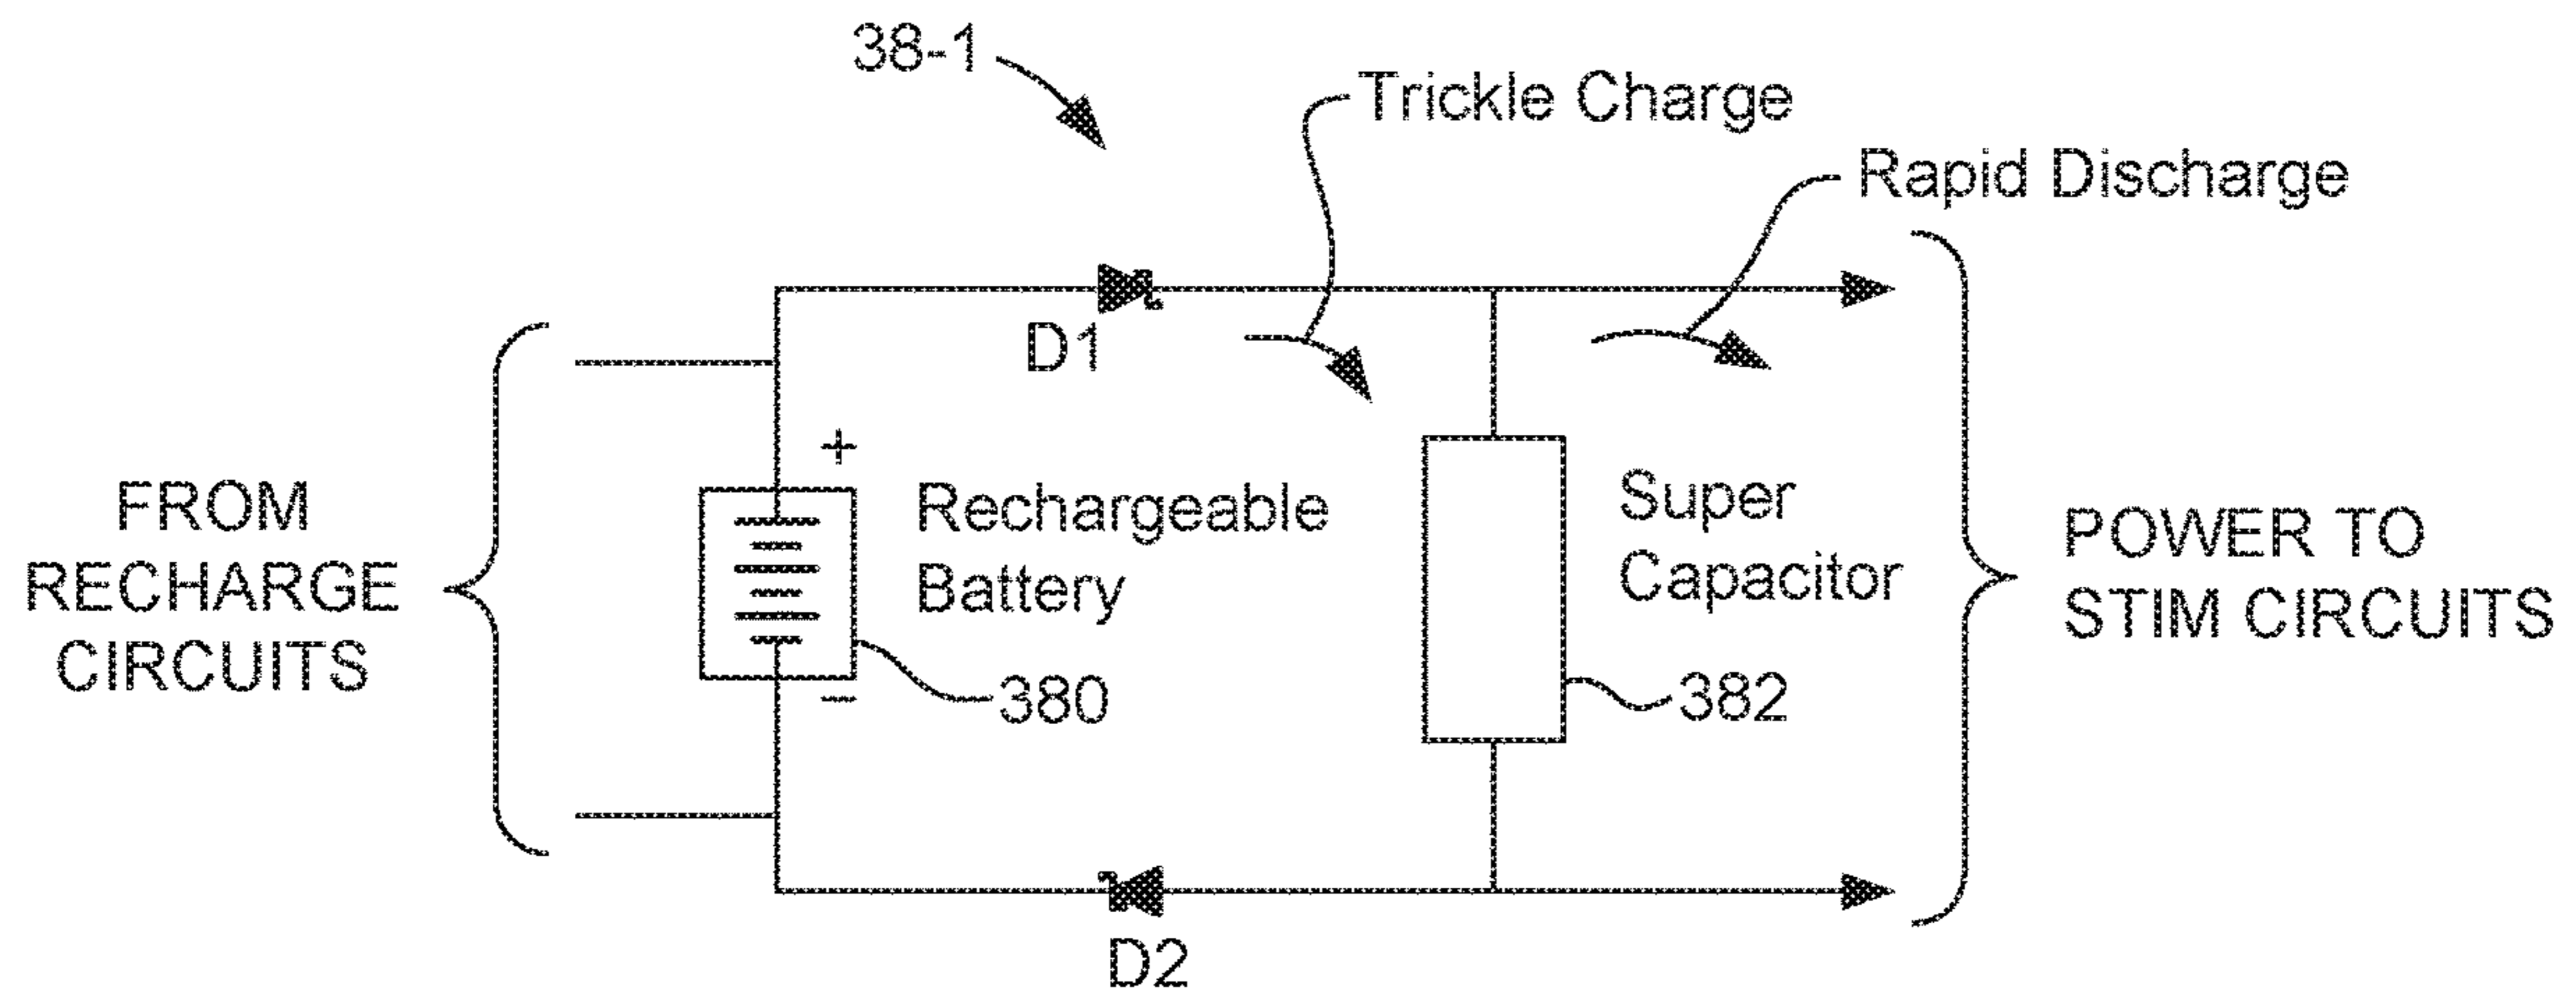 38-1
Trickle Charge
Rapid Discharge
D1
+
FROM
RECHARGE
CIRCUITS
Rechargeable
Battery
380
–
Super
Capacitor
382
POWER TO
STIM CIRCUITS
D2